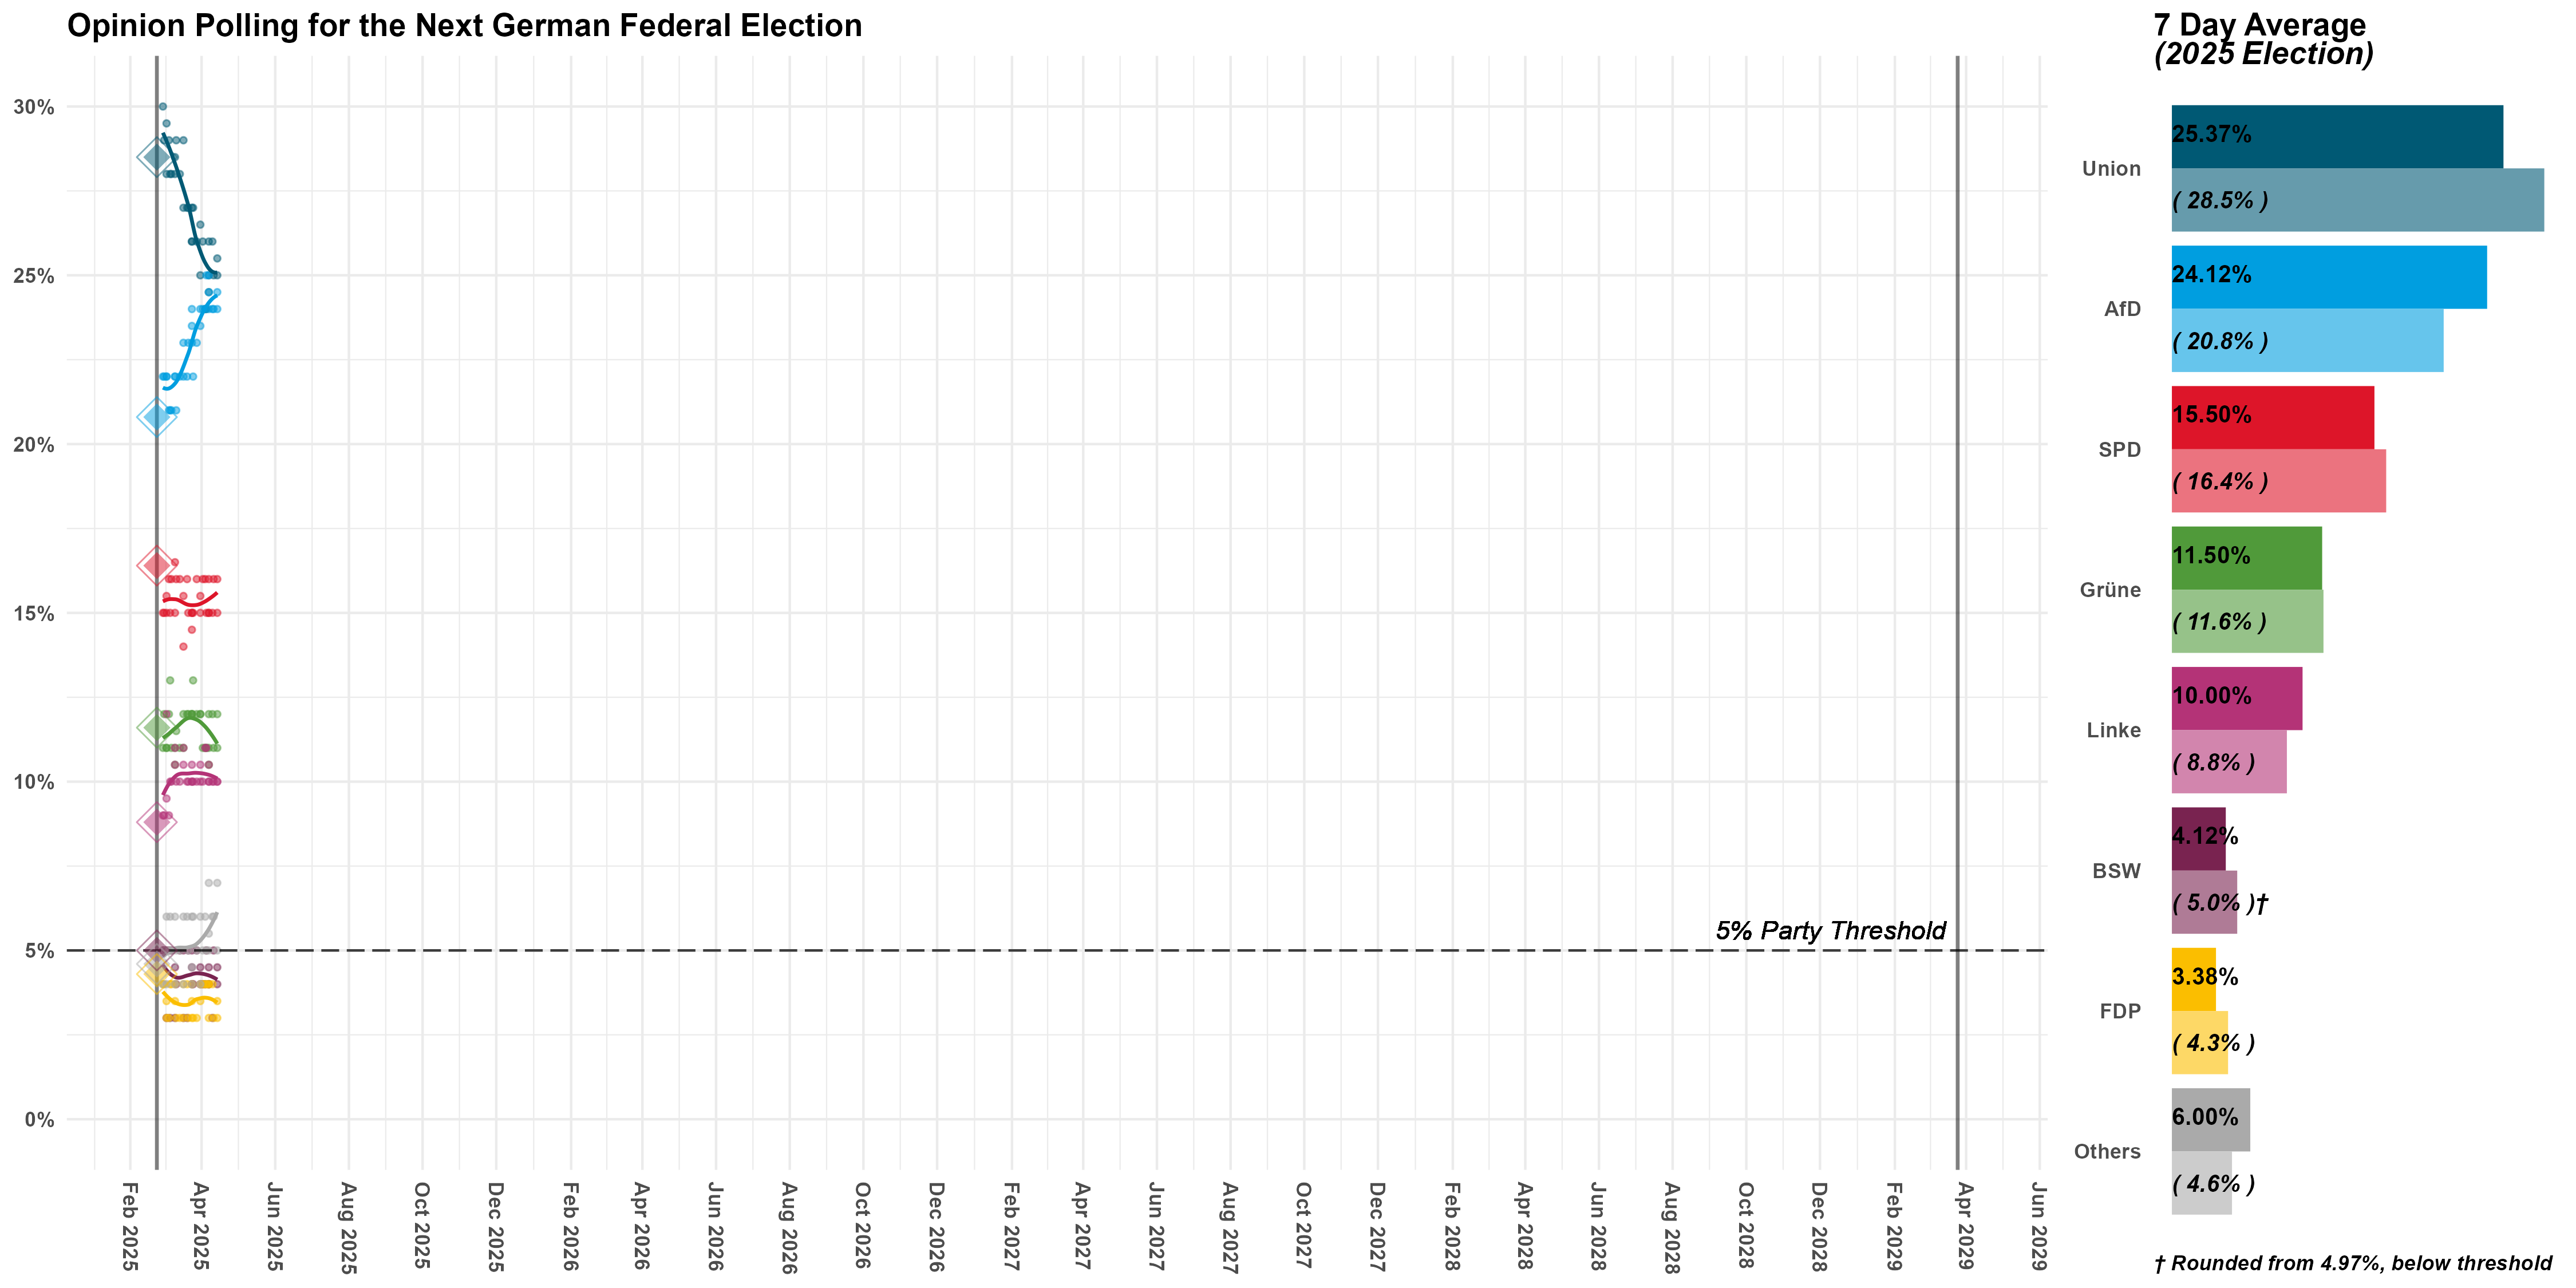 Opinion Polling for the Next German Federal Election
30%
25%
20%
15%
10%
5%
0%
5% Party Threshold
Feb 2025
Apr 2025
Jun 2025
Aug 2025
Oct 2025
Dec 2025
Feb 2026
Apr 2026
Jun 2026
Aug 2026
Oct 2026
Dec 2026
Feb 2027
Apr 2027
Jun 2027
Aug 2027
Oct 2027
Dec 2027
Feb 2028
Apr 2028
Jun 2028
Aug 2028
Oct 2028
Dec 2028
Feb 2029
Apr 2029
Jun 2029
7 Day Average
(2025 Election)
Union
25.37%
( 28.5% )
AfD
24.12%
( 20.8% )
SPD
15.50%
( 16.4% )
Grüne
11.50%
( 11.6% )
Linke
10.00%
( 8.8% )
BSW
4.12%
( 5.0% )†
FDP
3.38%
( 4.3% )
Others
6.00%
( 4.6% )
† Rounded from 4.97%, below threshold